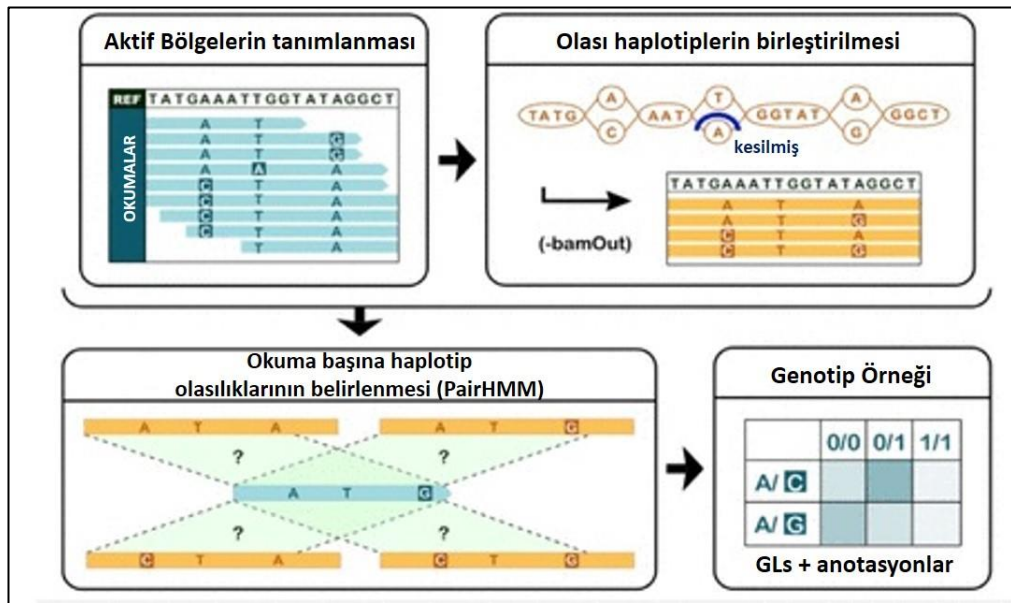 Aktif Bölgelerin tanımlanması
REF TATGAAATTGGTATAGGCT
OKUMALAR
A T
A T G
A T G
A A A
C T A
C T A
C T A
C T A
T A
Olası haplotiplerin birleştirilmesi
A T A
TATG AAT GGTAT GGCT
C A G
kesilmiş
(-bamOut)
TATGAAATTGGTATAGGCT
A T A
A T G
C T A
C T G
Okuma başına haplotip
olasılıklarının belirlenmesi (PairHMM)
A T A A T G
? ?
A T G
? ?
C T A C T G
Genotip Örneği
0/0 0/1 1/1
A/ C
A/ G
GLs + anotasyonlar